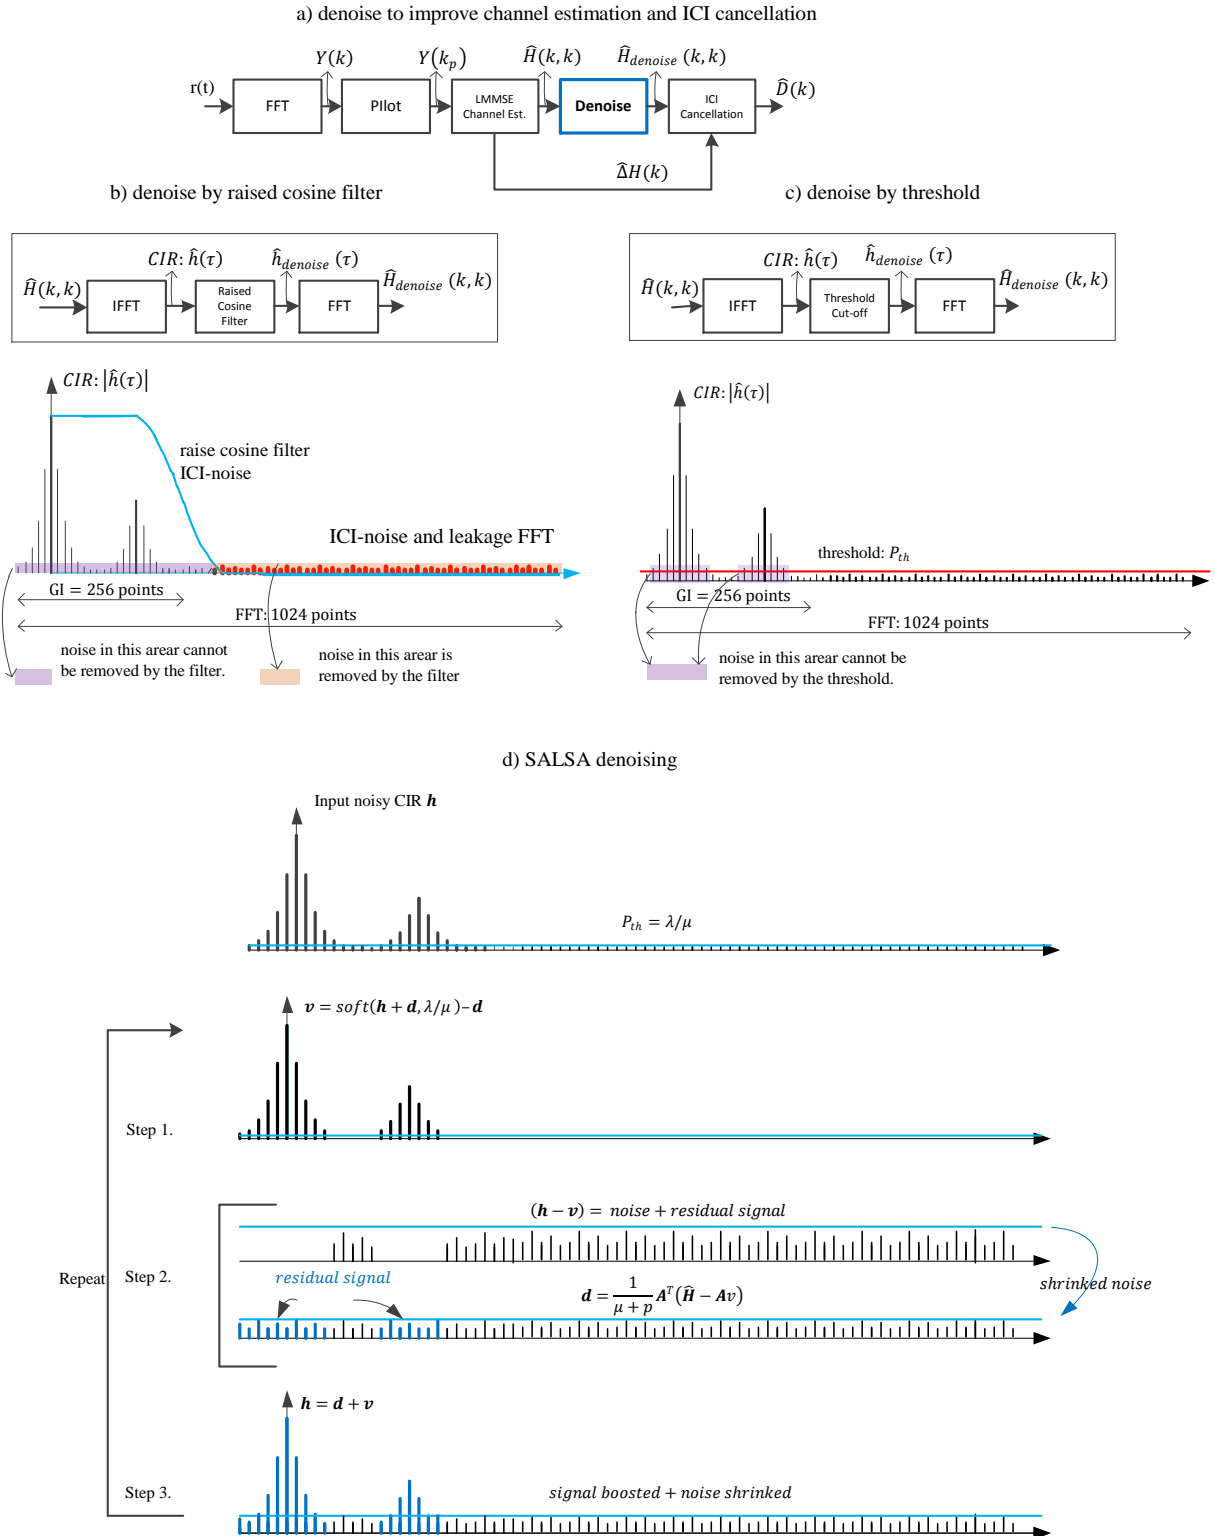 a) denoise to improve channel estimation and ICI cancellation
r(t)
FFT
Y(k)
PIlot
Y(k_p)
LMMSE
Channel Est.
Ĥ(k, k)
Denoise
Ĥ_denoise (k, k)
ICI
Cancellation
D̂(k)
Δ̂H(k)
b) denoise by raised cosine filter
Ĥ(k, k)
IFFT
CIR: ĥ(τ)
Raised
Cosine
Filter
ĥ_denoise (τ)
FFT
Ĥ_denoise (k, k)
CIR: |ĥ(τ)|
raise cosine filter
ICI-noise
ICI-noise and leakage FFT
GI = 256 points
FFT: 1024 points
noise in this arear cannot
be removed by the filter.
noise in this arear is
removed by the filter
c) denoise by threshold
Ĥ(k, k)
IFFT
CIR: ĥ(τ)
Threshold
Cut-off
ĥ_denoise (τ)
FFT
Ĥ_denoise (k, k)
CIR: |ĥ(τ)|
threshold: P_th
GI = 256 points
FFT: 1024 points
noise in this arear cannot be
removed by the threshold.
d) SALSA denoising
Input noisy CIR h
P_th = λ/μ
v = soft(h + d, λ/μ) – d
Step 1.
(h − v) = noise + residual signal
Repeat
Step 2.
residual signal
d = 1/(μ + p) A^T(Ĥ − Av)
shrinked noise
h = d + v
Step 3.
signal boosted + noise shrinked